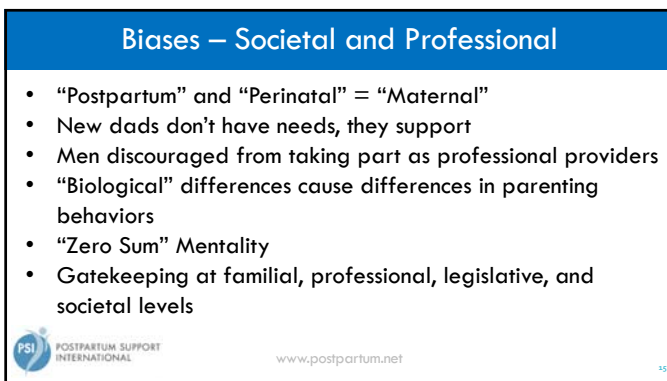 Biases – Societal and Professional
• “Postpartum” and “Perinatal” = “Maternal”
• New dads don’t have needs, they support
• Men discouraged from taking part as professional providers
• “Biological” differences cause differences in parenting
behaviors
• “Zero Sum” Mentality
• Gatekeeping at familial, professional, legislative, and
societal levels
PSI
POSTPARTUM SUPPORT
INTERNATIONAL
www.postpartum.net
15